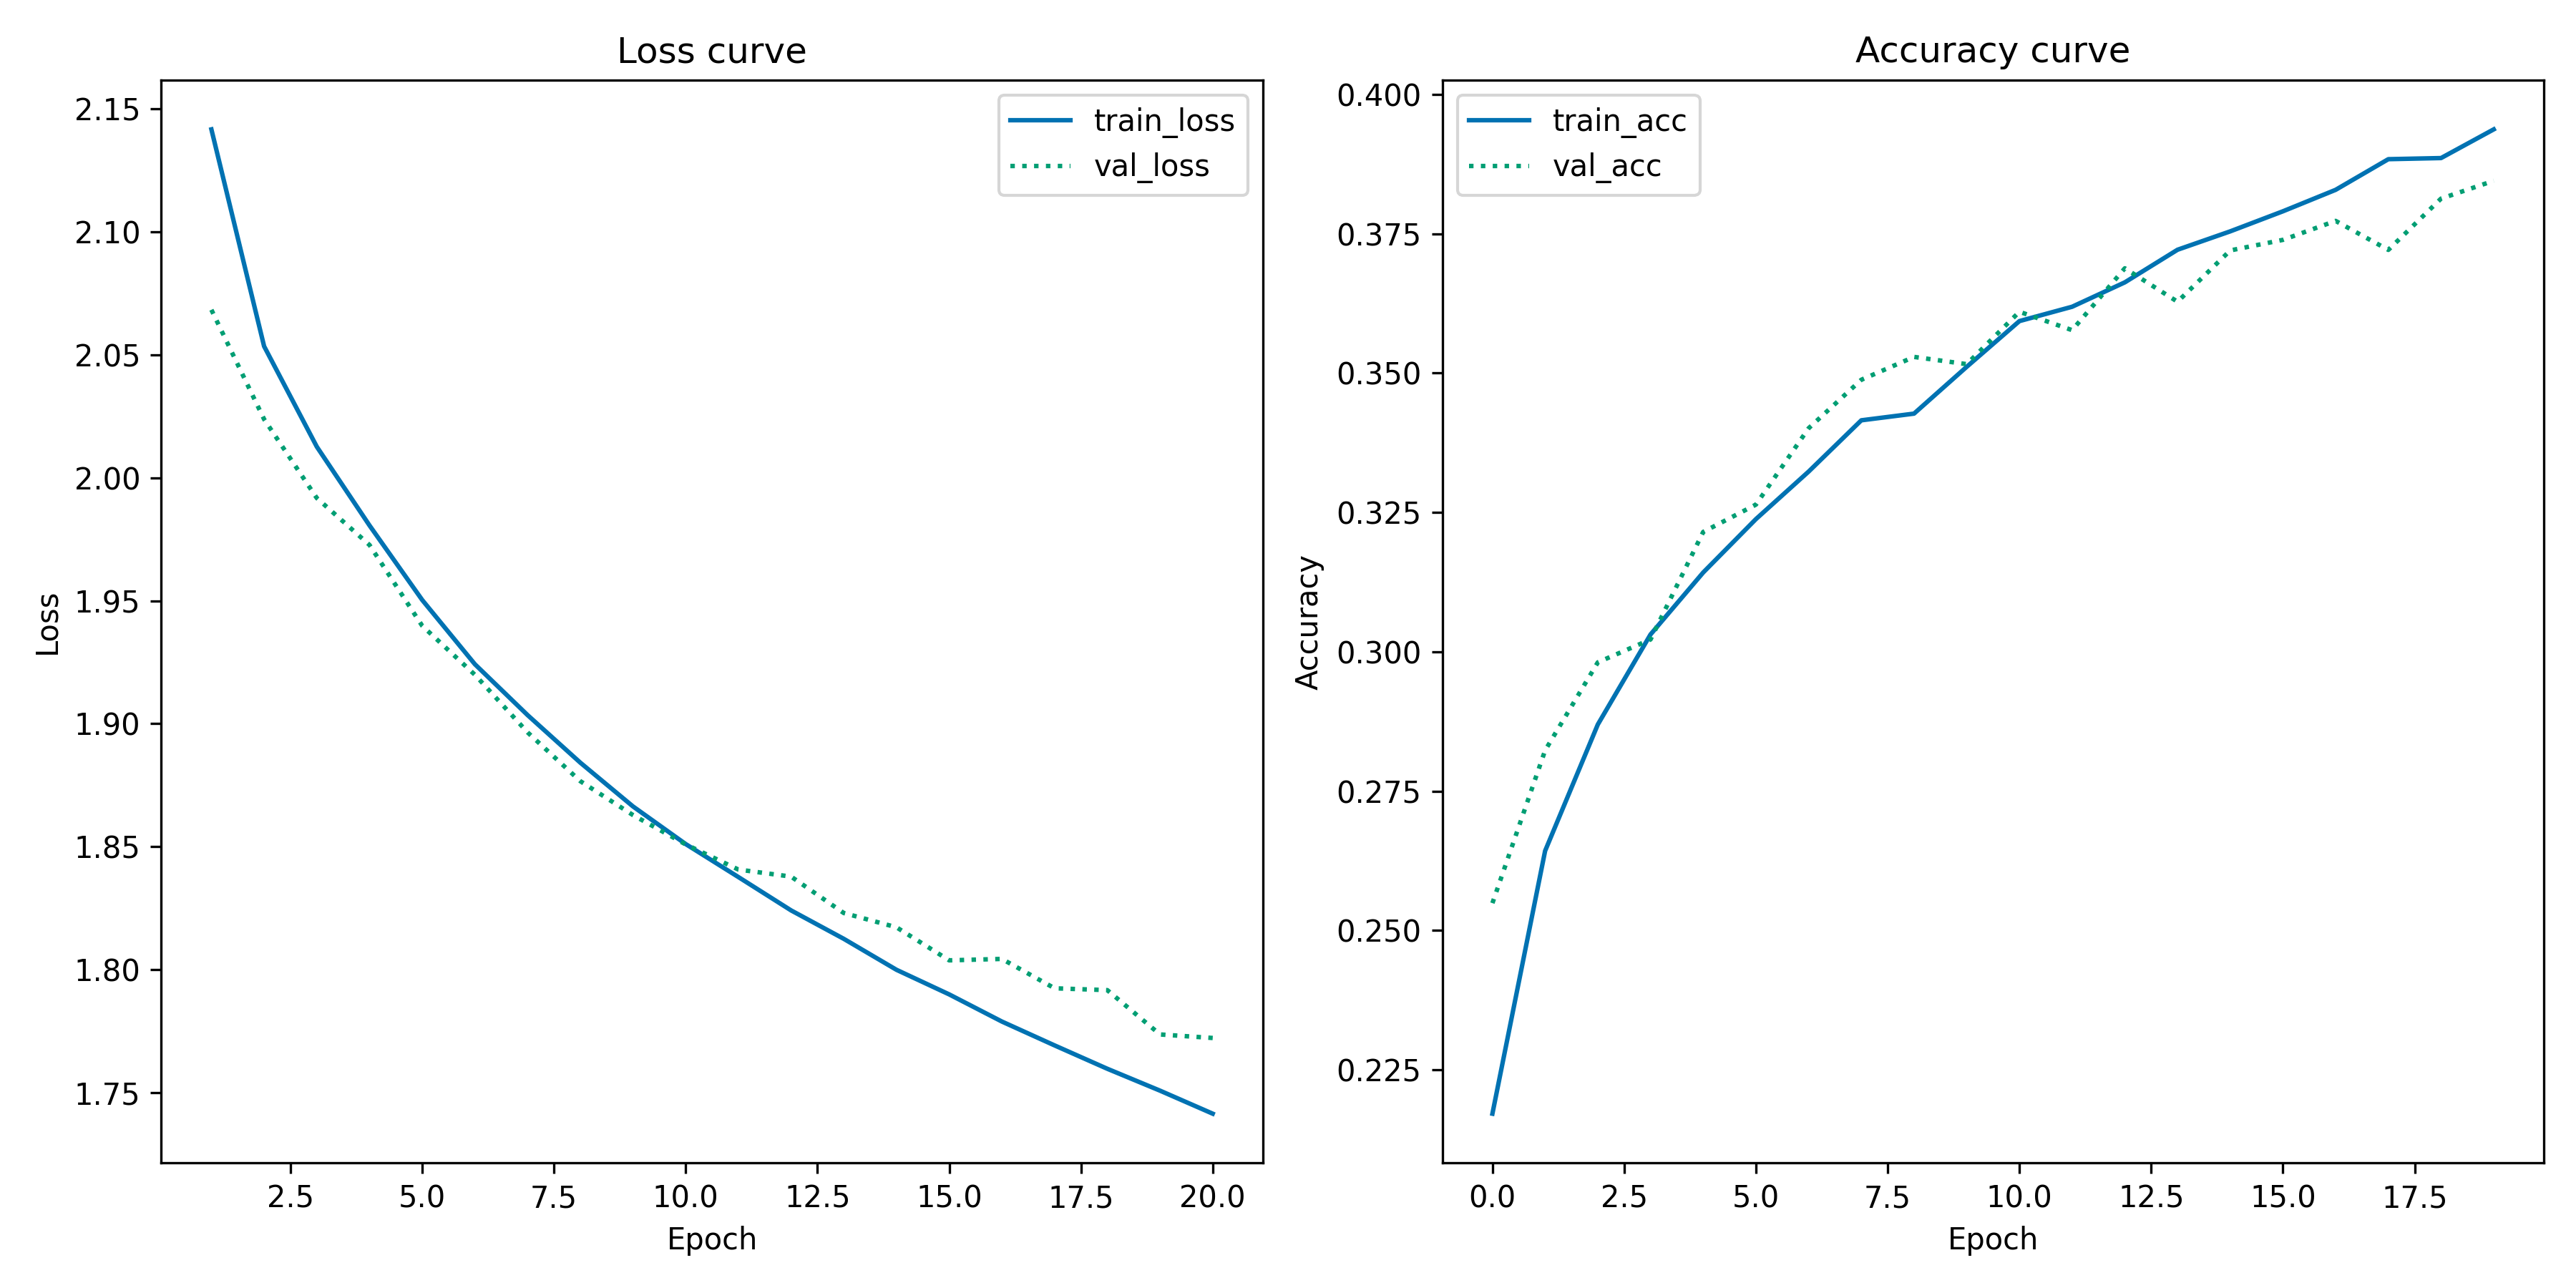 Loss curve
train_loss
val_loss
Loss
2.15
2.10
2.05
2.00
1.95
1.90
1.85
1.80
1.75
2.5 5.0 7.5 10.0 12.5 15.0 17.5 20.0
Epoch
Accuracy curve
train_acc
val_acc
Accuracy
0.400
0.375
0.350
0.325
0.300
0.275
0.250
0.225
0.0 2.5 5.0 7.5 10.0 12.5 15.0 17.5
Epoch